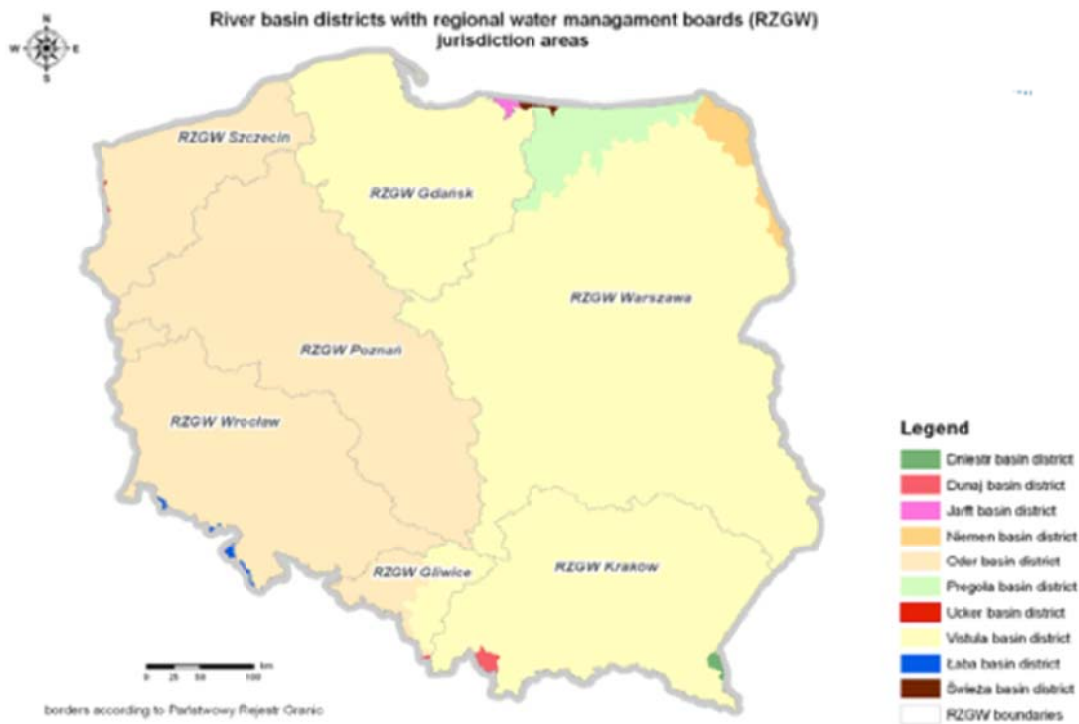 River basin districts with regional water managament boards (RZGW)
jurisdiction areas
N
W E
S
RZGW Szczecin
RZGW Gdańsk
RZGW Warszawa
RZGW Poznań
RZGW Wrocław
RZGW Gliwice
RZGW Kraków
Legend
Dniestr basin district
Dunaj basin district
Jarft basin district
Niemen basin district
Oder basin district
Pregoła basin district
Ucker basin district
Vistula basin district
Łaba basin district
Świeża basin district
RZGW boundaries
km
0 25 50 100
borders according to Państwowy Rejestr Granic